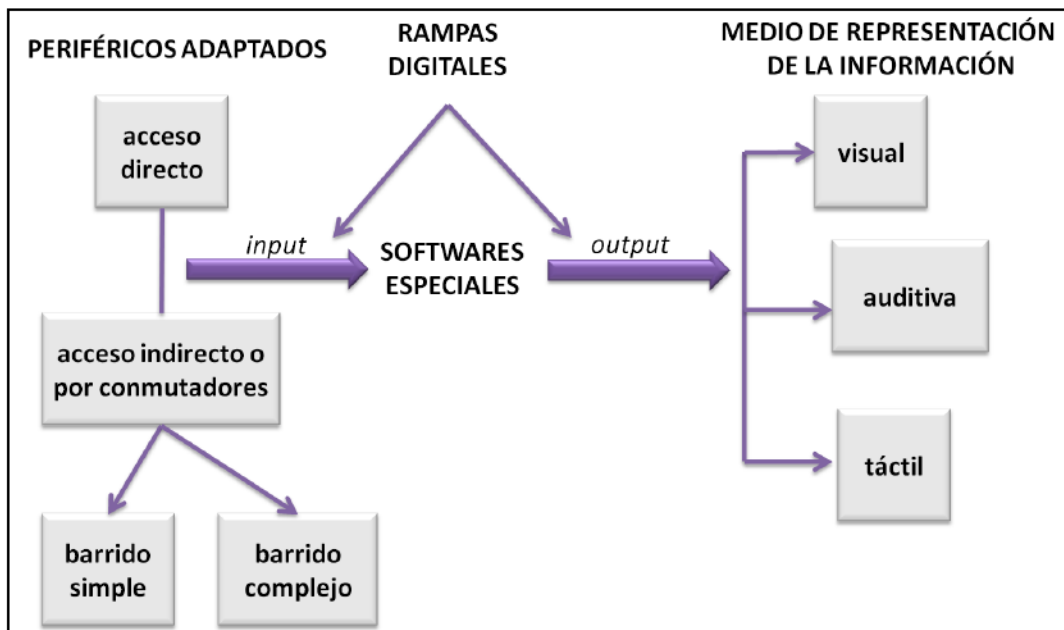 PERIFÉRICOS ADAPTADOS
acceso
directo
acceso indirecto o
por conmutadores
barrido
simple
barrido
complejo
RAMPAS
DIGITALES
input
SOFTWARES
ESPECIALES
output
MEDIO DE REPRESENTACIÓN
DE LA INFORMACIÓN
visual
auditiva
táctil